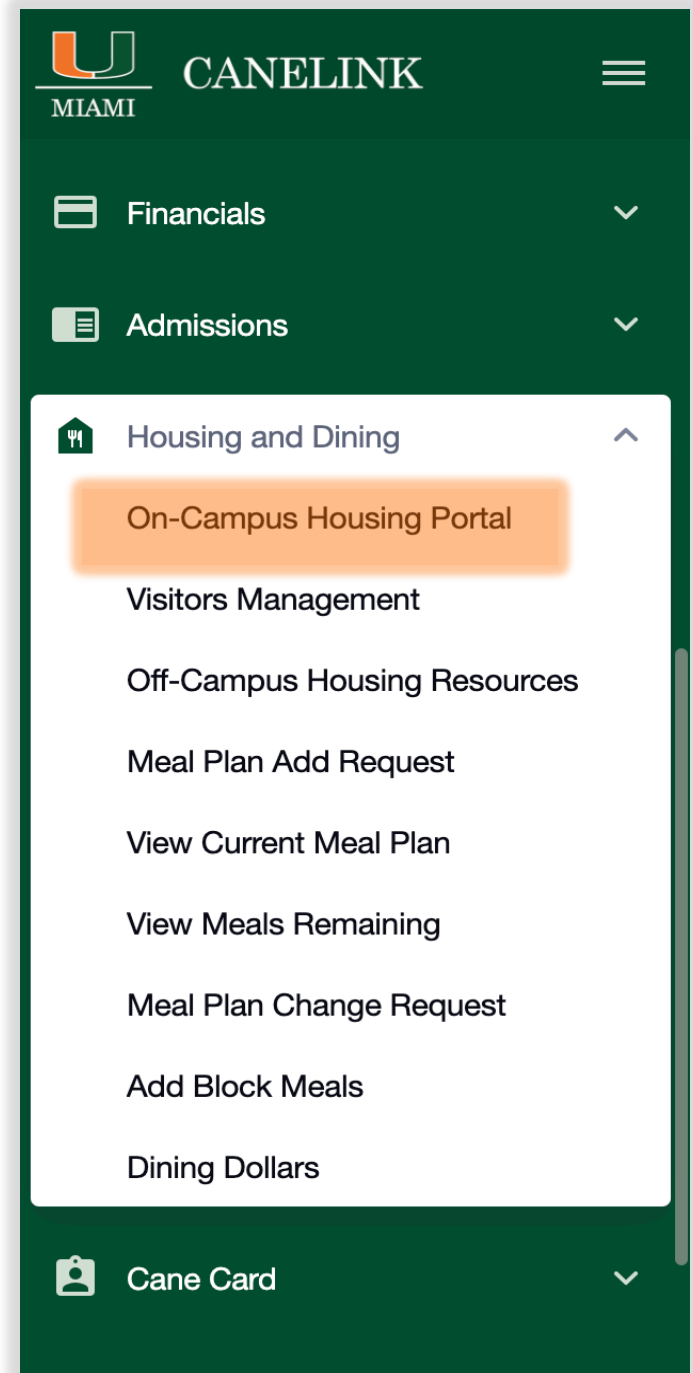 MIAMI
CANELINK
Financials
Admissions
Housing and Dining
On-Campus Housing Portal
Visitors Management
Off-Campus Housing Resources
Meal Plan Add Request
View Current Meal Plan
View Meals Remaining
Meal Plan Change Request
Add Block Meals
Dining Dollars
Cane Card